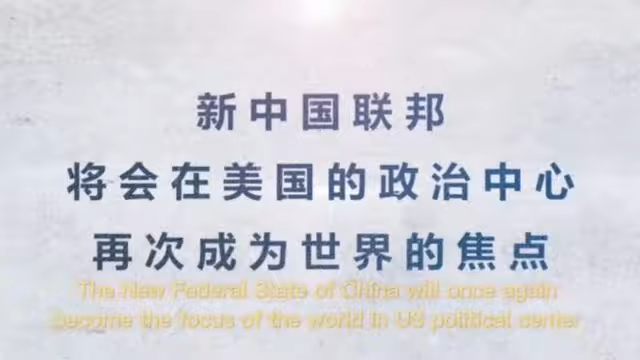 新中国联邦
将会在美国的政治中心
再次成为世界的焦点
The New Federal State of China will once again
become the focus of the world in US political center